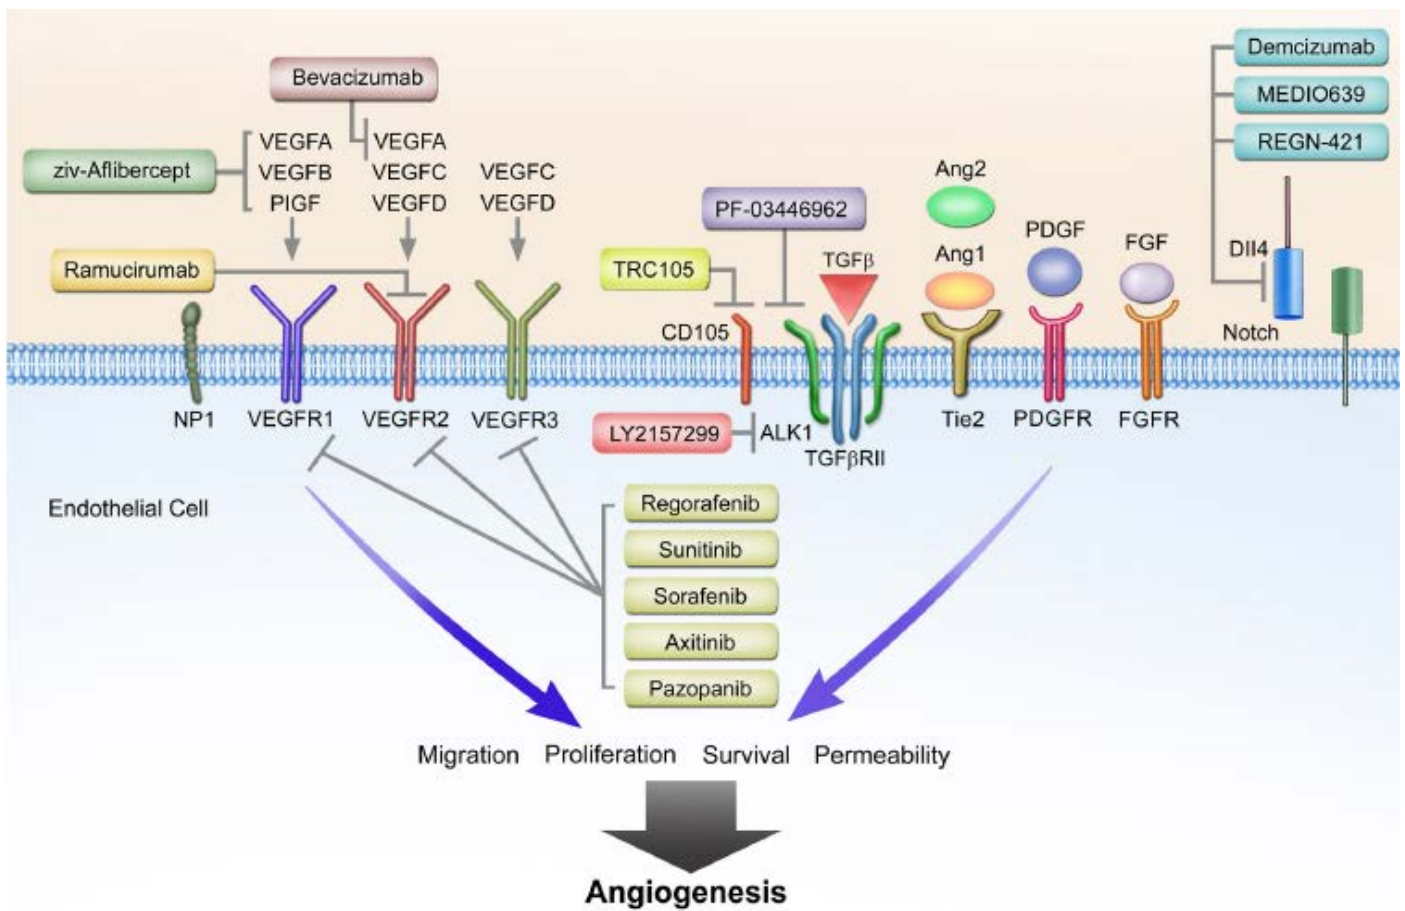 Demcizumab
MEDIO639
REGN-421
Bevacizumab
ziv-Aflibercept
VEGFA
VEGFB
PIGF
VEGFA
VEGFC
VEGFD
VEGFC
VEGFD
Ramucirumab
PF-03446962
TRC105
TGFβ
Ang2
Ang1
PDGF
FGF
Dll4
Notch
CD105
NP1
VEGFR1
VEGFR2
VEGFR3
LY2157299
ALK1
TGFβRII
Tie2
PDGFR
FGFR
Endothelial Cell
Regorafenib
Sunitinib
Sorafenib
Axitinib
Pazopanib
Migration Proliferation Survival Permeability
Angiogenesis